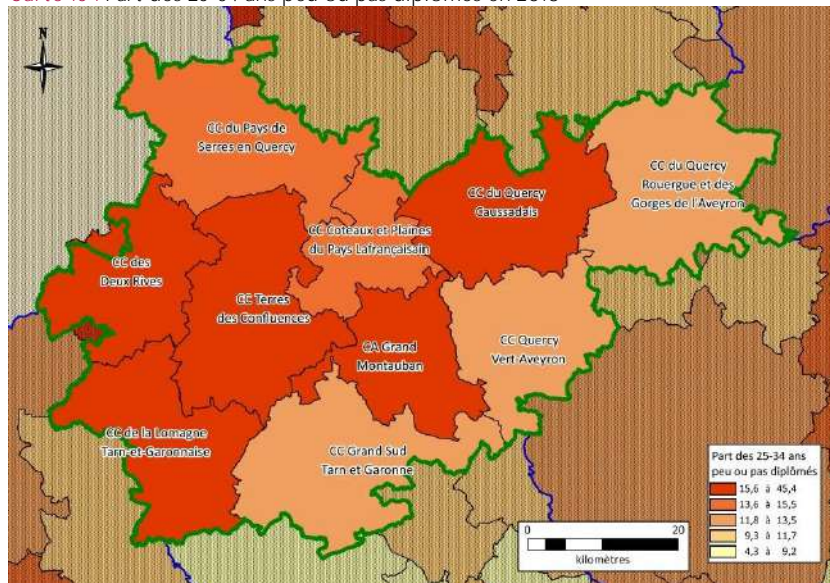 N
CC du Pays de
Serres en Quercy
CC du Quercy
Rouergue et des
Gorges de l'Aveyron
CC du Quercy
Caussadais
CC Coteaux et Plaines
du Pays Lafrançaisain
CC des
Deux Rives
CC Terres
des Confluences
CA Grand
Montauban
CC Quercy
Vert-Aveyron
CC de la Lomagne
Tarn-et-Garonnaise
CC Grand Sud
Tarn et Garonne
Part des 25-34 ans
peu ou pas diplômés
15,6 à 45,4
13,6 à 15,5
11,8 à 13,5
9,3 à 11,7
4,3 à 9,2
0 20
kilomètres